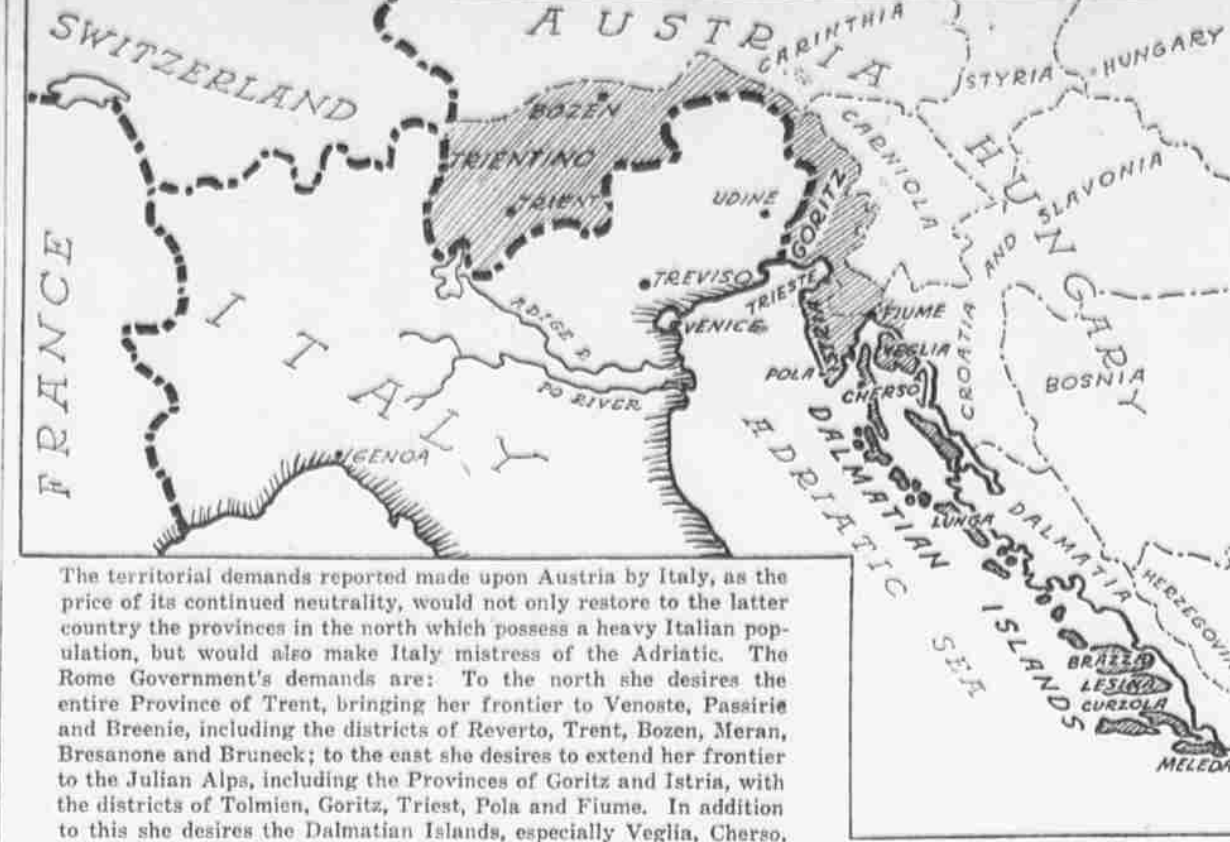 SWITZERLAND
AUSTRIA
HUNGARY
CARINTHIA
STYRIA
HUNGARY
BOZEN
TRIENTINO
TRIENT
CARNIOLA
SLAVONIA
AND
CROATIA
UDINE
GORITZ
FRANCE
ITALY
TREVISO
TRIESTE
ADIGE R
VENICE
FIUME
VEGLIA
POLA
CHERSO
BOSNIA
PO RIVER
GENOA
ADRIATIC
SEA
DALMATIAN
ISLANDS
LUNGA
DALMATIA
BRAZZA
LESINA
CURZOLA
MELEDA
The territorial demands reported made upon Austria by Italy, as the
price of its continued neutrality, would not only restore to the latter
country the provinces in the north which possess a heavy Italian pop-
ulation, but would also make Italy mistress of the Adriatic. The
Rome Government's demands are: To the north she desires the
entire Province of Trent, bringing her frontier to Venoste, Passirie
and Breenie, including the districts of Reverto, Trent, Bozen, Meran,
Bresanone and Bruneck; to the east she desires to extend her frontier
to the Julian Alps, including the Provinces of Goritz and Istria, with
the districts of Tolmien, Goritz, Triest, Pola and Fiume. In addition
to this she desires the Dalmatian Islands, especially Veglia, Cherso,